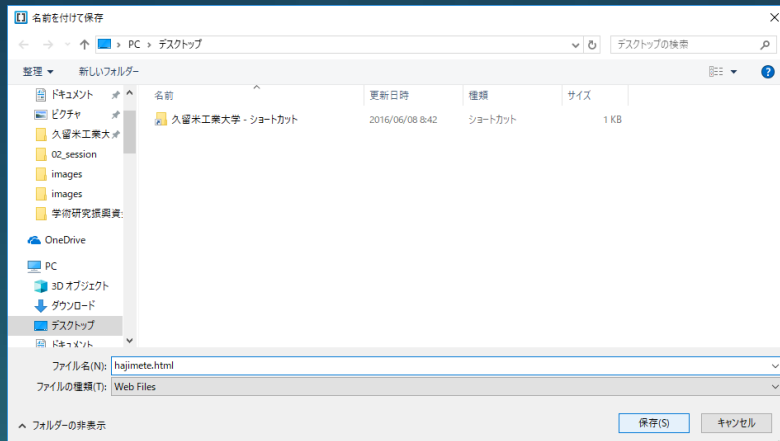 名前を付けて保存
PC › デスクトップ
デスクトップの検索
整理
新しいフォルダー
名前
更新日時
種類
サイズ
ドキュメント
ピクチャ
久留米工業大
02_session
images
images
学術研究振興資
OneDrive
PC
3D オブジェクト
ダウンロード
デスクトップ
ドキュメント
久留米工業大学 - ショートカット
2016/06/08 8:42
ショートカット
1 KB
ファイル名(N):
hajimete.html
ファイルの種類(T):
Web Files
フォルダーの非表示
保存(S)
キャンセル